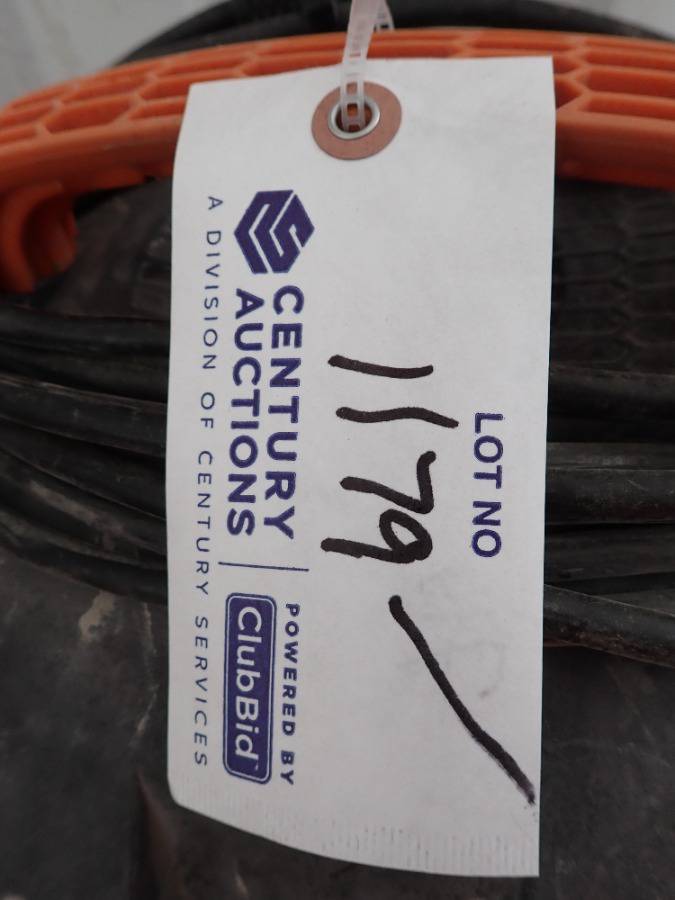 LOT NO
1179
CENTURY
AUCTIONS
POWERED BY
ClubBid
A DIVISION OF CENTURY SERVICES